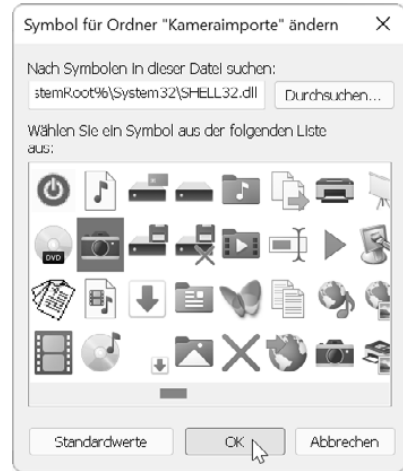 Symbol für Ordner "Kameraimporte" ändern
Nach Symbolen in dieser Datei suchen:
stemRoot%\System32\SHELL32.dll
Durchsuchen...
Wählen Sie ein Symbol aus der folgenden Liste
aus:
DVD
Standardwerte
OK
Abbrechen